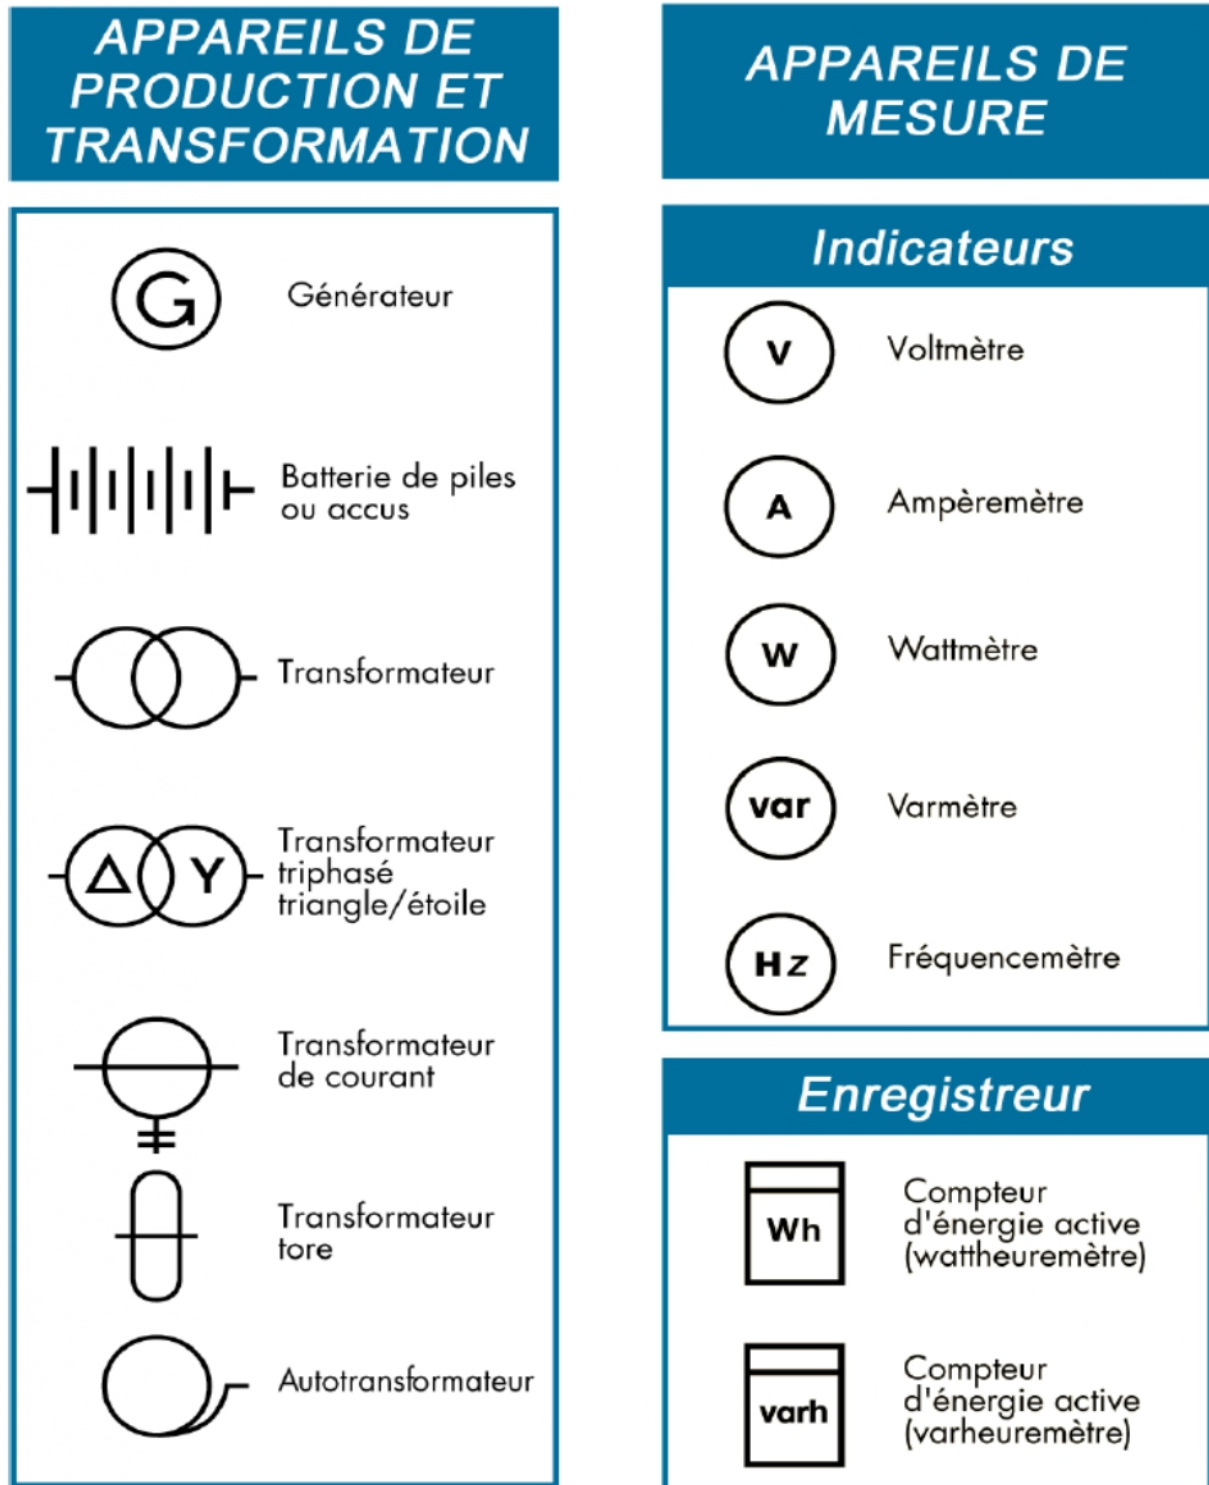 APPAREILS DE
PRODUCTION ET
TRANSFORMATION
G
Générateur
Batterie de piles
ou accus
Transformateur
Δ Y
Transformateur
triphasé
triangle/étoile
Transformateur
de courant
Transformateur
tore
Autotransformateur
APPAREILS DE
MESURE
Indicateurs
V
Voltmètre
A
Ampèremètre
W
Wattmètre
var
Varmètre
Hz
Fréquencemètre
Enregistreur
Wh
Compteur
d'énergie active
(wattheuremètre)
varh
Compteur
d'énergie active
(varheuremètre)